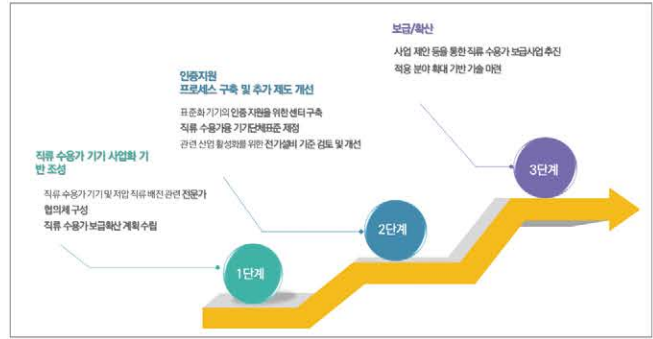 보급/확산
사업 제안 등을 통한 직류 수용가 보급사업 추진
적용 분야 확대 기반 기술 마련
인증지원
프로세스 구축 및 추가 제도 개선
표준화 기기의 인증 지원을 위한 센터 구축
직류 수용가용 기기단체표준 제정
관련 산업 활성화를 위한 전기설비 기준 검토 및 개선
직류 수용가 기기 사업화 기
반 조성
직류 수용가 기기 및 저압 직류 배전 관련 전문가
협의체 구성
직류 수용가 보급확산 계획 수립
3단계
2단계
1단계